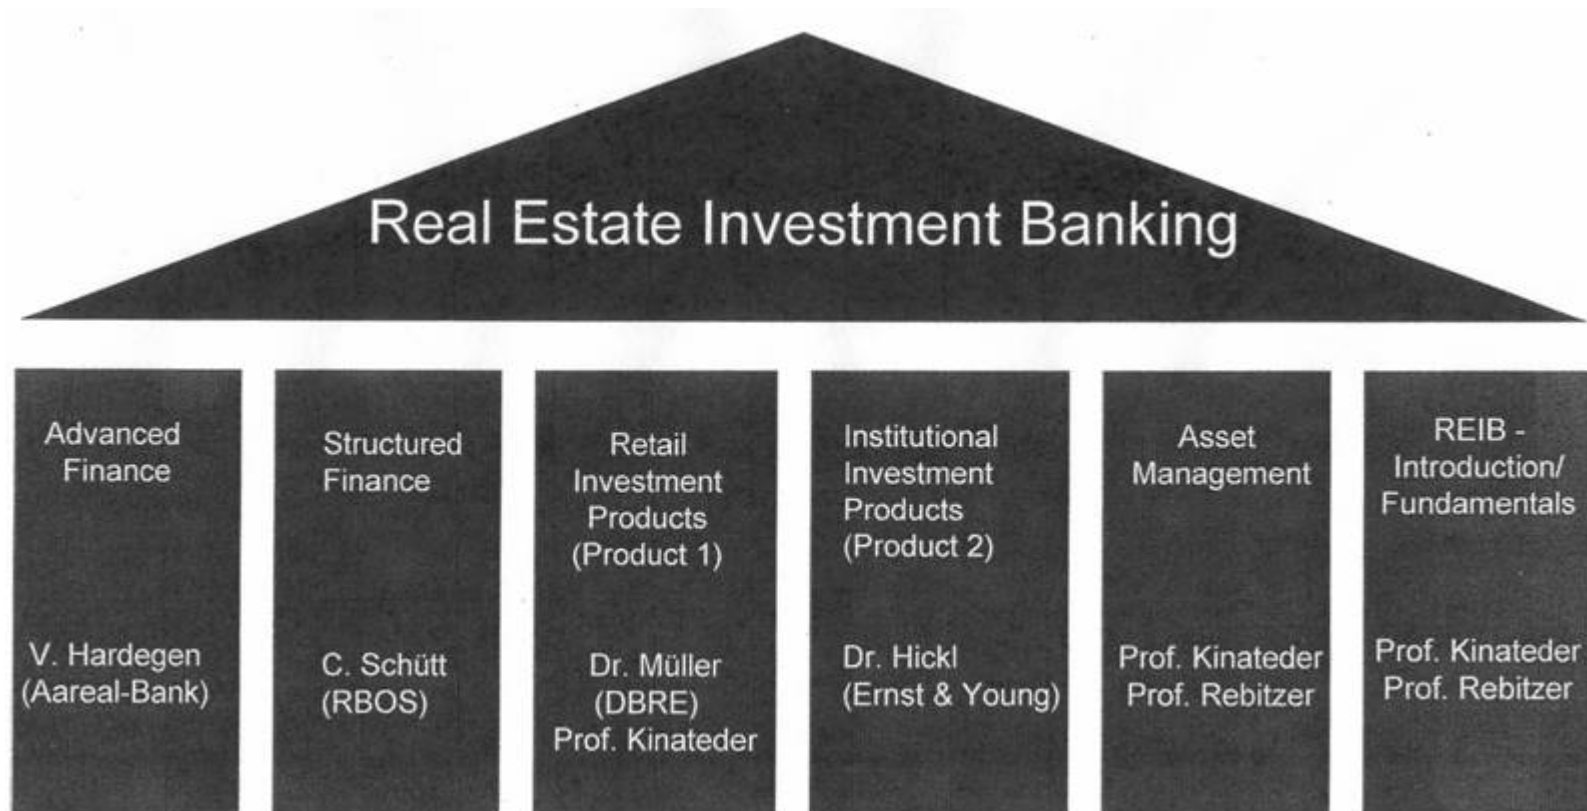 Real Estate Investment Banking
Advanced
Finance
V. Hardegen
(Aareal-Bank)
Structured
Finance
C. Schütt
(RBOS)
Retail
Investment
Products
(Product 1)
Dr. Müller
(DBRE)
Prof. Kinateder
Institutional
Investment
Products
(Product 2)
Dr. Hickl
(Ernst & Young)
Asset
Management
Prof. Kinateder
Prof. Rebitzer
REIB -
Introduction/
Fundamentals
Prof. Kinateder
Prof. Rebitzer